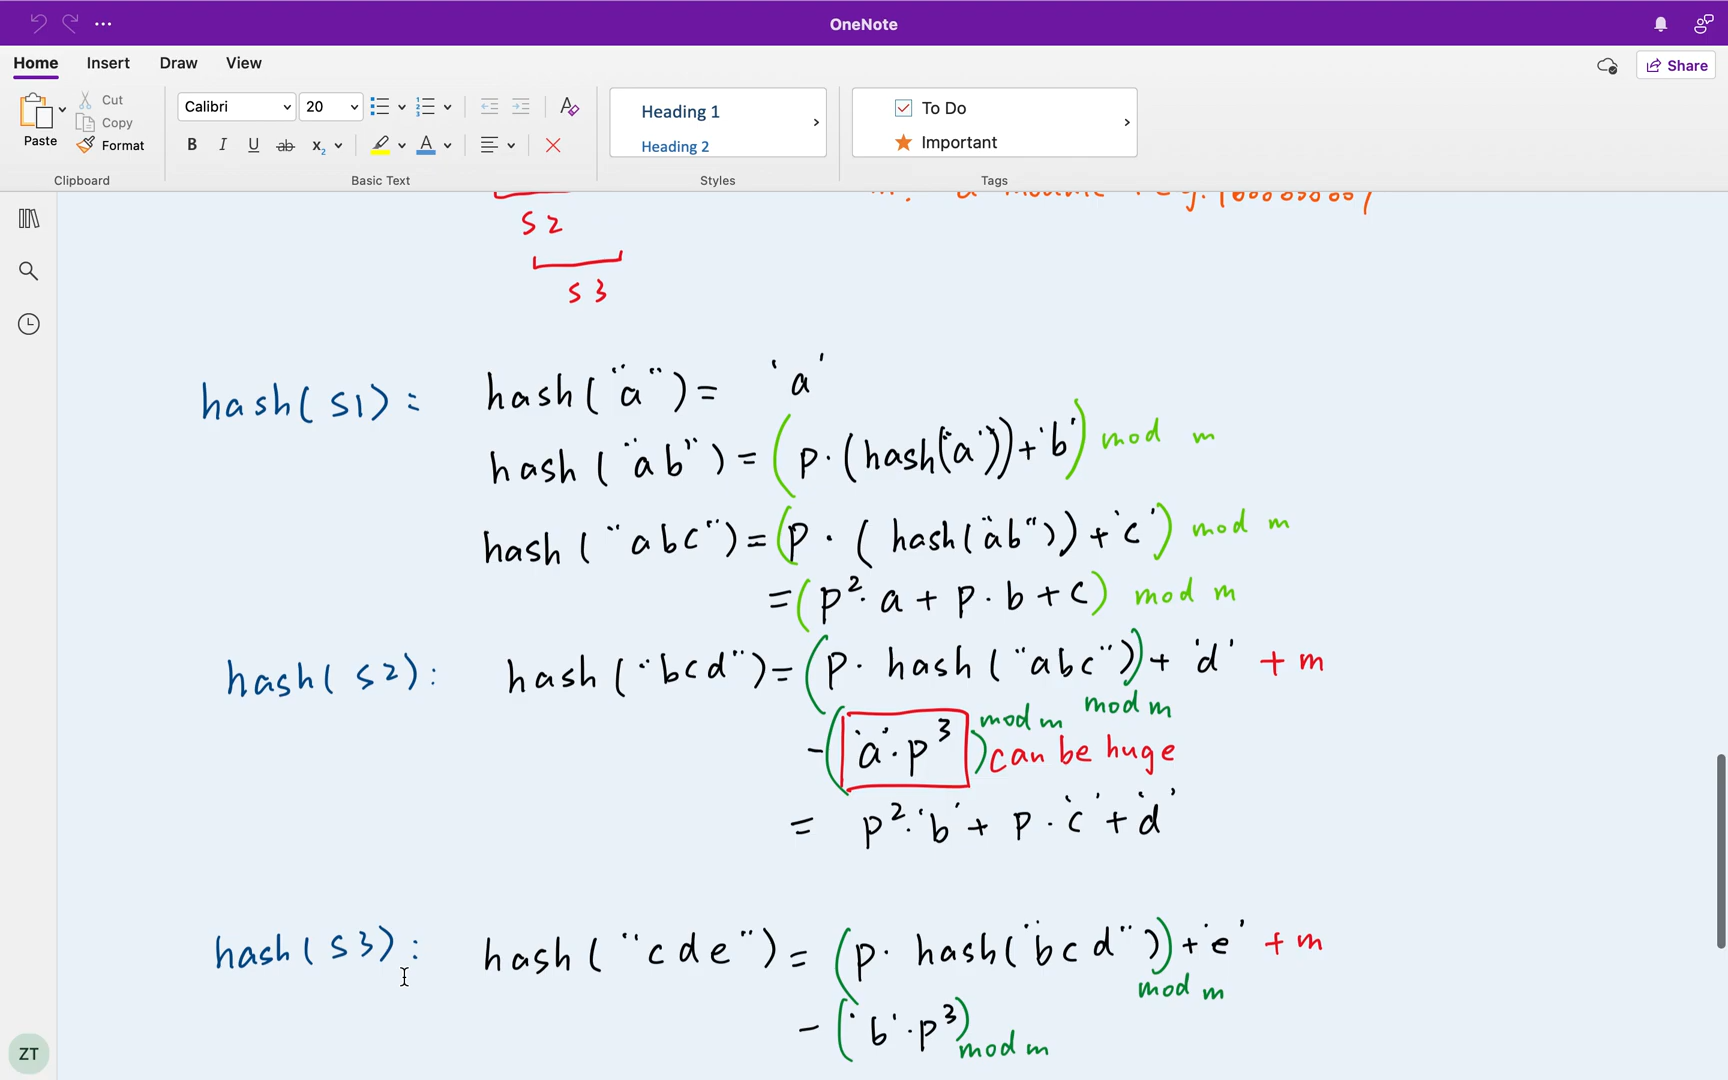 OneNote
Home Insert Draw View
Share
Cut
Copy
Paste Format
Calibri 20
B I U ab x₂ A
Heading 1
Heading 2
To Do
Important
Clipboard Basic Text Styles Tags
s2
s3
hash(s1): hash("a") = 'a'
hash("ab") = (p·(hash("a"))+'b') mod m
hash("abc") = (p·(hash("ab"))+'c') mod m
= (p²·a + p·b + c) mod m
hash(s2): hash("bcd") = (p·hash("abc")) + 'd' + m
mod m
- ('a'·p³) mod m
can be huge
= p²·'b' + p·'c' + 'd'
hash(s3): hash("cde") = (p·hash("bcd")) + 'e' + m
mod m
- ('b'·p³) mod m
ZT